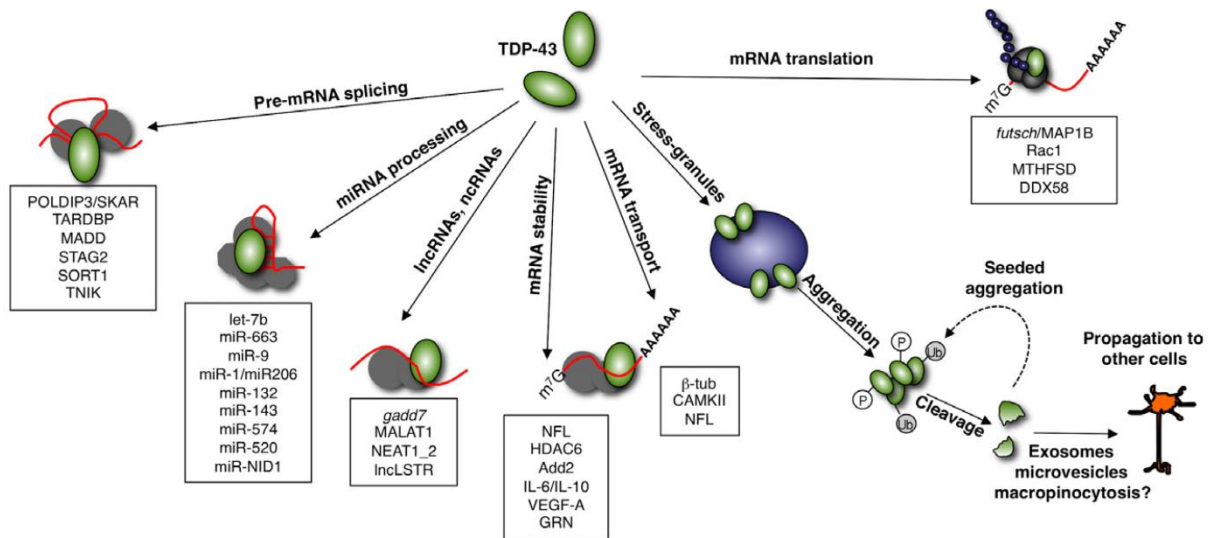 TDP-43
Pre-mRNA splicing
POLDIP3/SKAR
TARDBP
MADD
STAG2
SORT1
TNIK
miRNA processing
let-7b
miR-663
miR-9
miR-1/miR206
miR-132
miR-143
miR-574
miR-520
miR-NID1
lncRNAs, ncRNAs
gadd7
MALAT1
NEAT1_2
lncLSTR
mRNA stability
m⁷G
AAAAAA
NFL
HDAC6
Add2
IL-6/IL-10
VEGF-A
GRN
mRNA transport
β-tub
CAMKII
NFL
Stress-granules
Aggregation
P
Ub
P
Ub
Cleavage
Seeded
aggregation
Exosomes
microvesicles
macropinocytosis?
Propagation to
other cells
mRNA translation
m⁷G
AAAAAA
futsch/MAP1B
Rac1
MTHFSD
DDX58